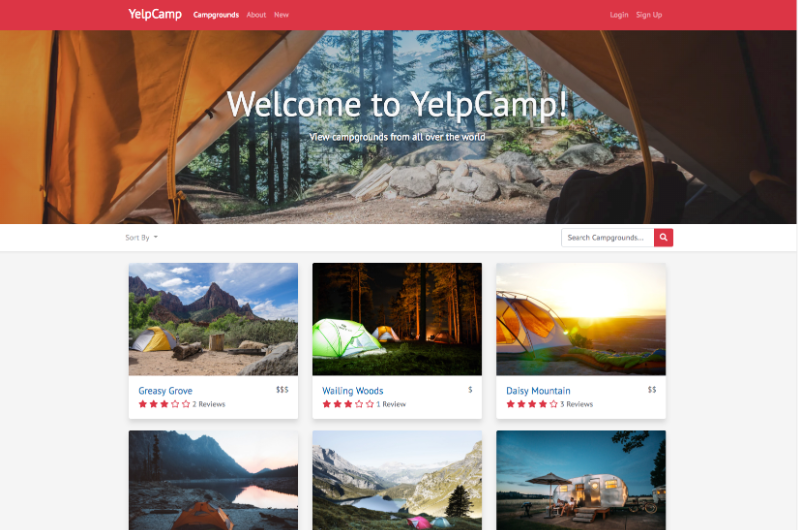 YelpCamp Campgrounds About New Login Sign Up
Welcome to YelpCamp!
View campgrounds from all over the world
Sort By Search Campgrounds...
Greasy Grove $$$
2 Reviews
Wailing Woods $
1 Review
Daisy Mountain $$
3 Reviews